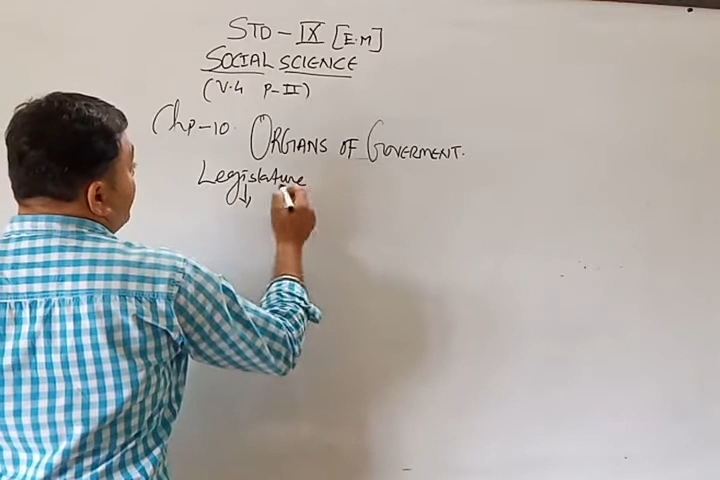 STD - IX [E.M]
SOCIAL SCIENCE
(V.4 P-II)
Chp-10. ORGANS OF GOVERMENT.
Legislature